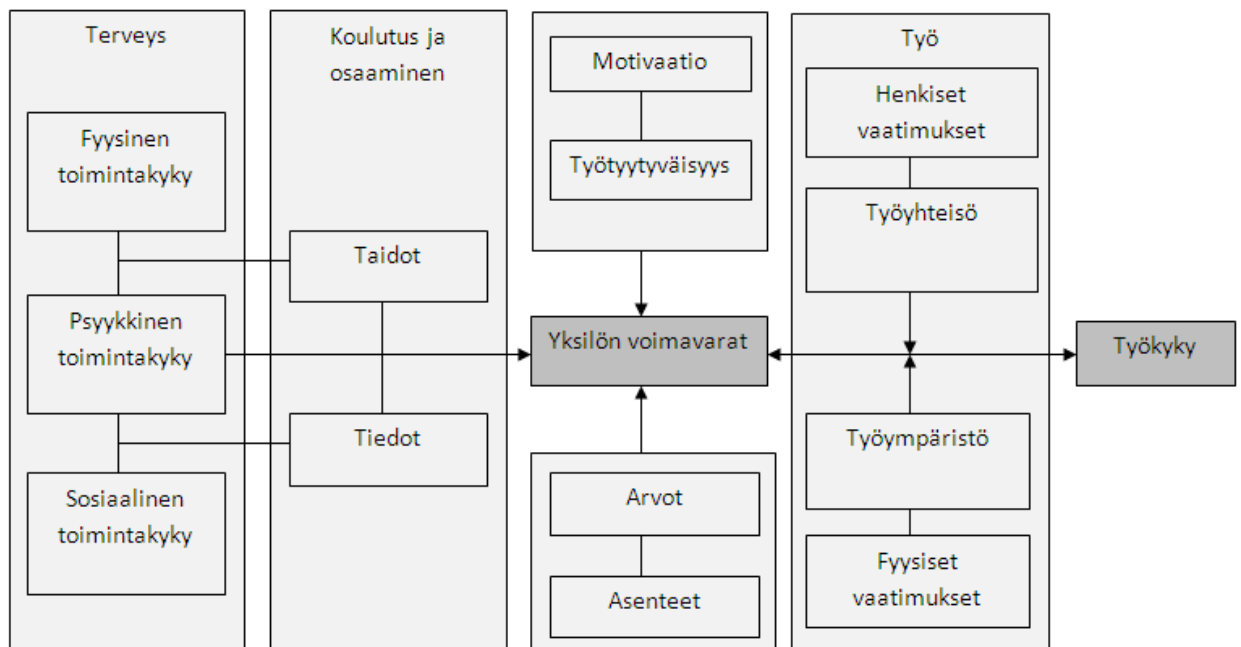 Terveys
Fyysinen
toimintakyky
Psyykkinen
toimintakyky
Sosiaalinen
toimintakyky
Koulutus ja
osaaminen
Taidot
Tiedot
Motivaatio
Työtyytyväisyys
Yksilön voimavarat
Arvot
Asenteet
Työ
Henkiset
vaatimukset
Työyhteisö
Työympäristö
Fyysiset
vaatimukset
Työkyky